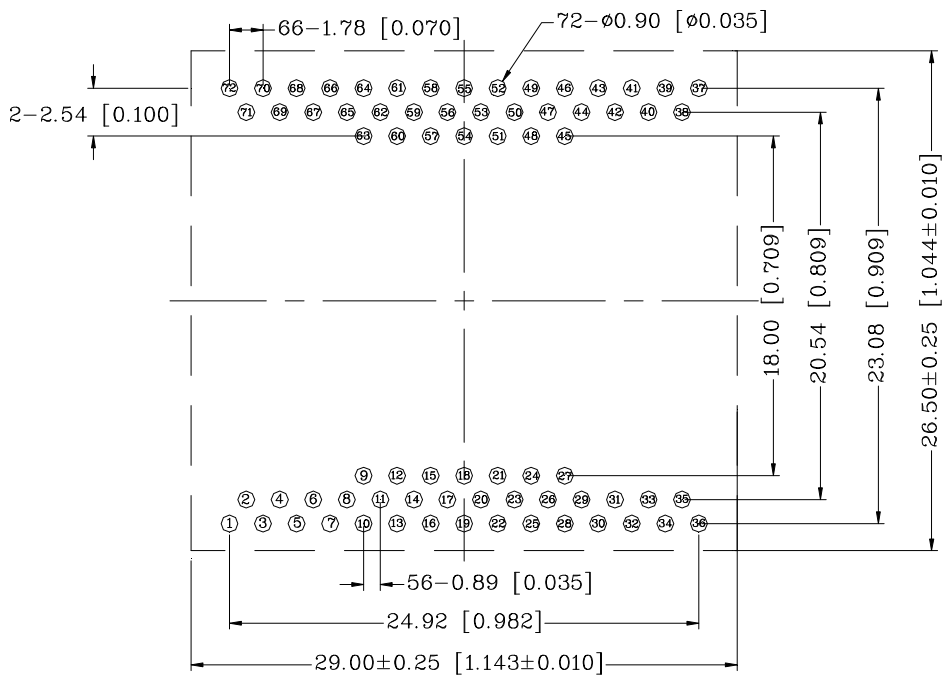 66-1.78 [0.070]
72-ø0.90 [ø0.035]
72 70 68 66 64 61 58 55 52 49 46 43 41 39 37
2-2.54 [0.100]
71 69 67 65 62 59 56 53 50 47 44 42 40 38
63 60 57 54 51 48 45
18.00 [0.709]
20.54 [0.809]
23.08 [0.909]
26.50±0.25 [1.044±0.010]
9 12 15 18 21 24 27
2 4 6 8 11 14 17 20 23 26 29 31 33 35
1 3 5 7 10 13 16 19 22 25 28 30 32 34 36
56-0.89 [0.035]
24.92 [0.982]
29.00±0.25 [1.143±0.010]